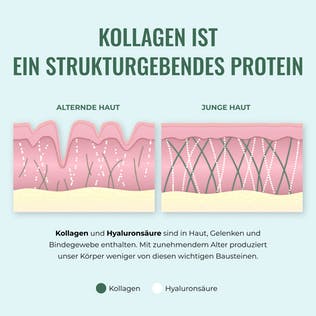 KOLLAGEN IST
EIN STRUKTURGEBENDES PROTEIN
ALTERNDE HAUT
JUNGE HAUT
Kollagen und Hyaluronsäure sind in Haut, Gelenken und
Bindegewebe enthalten. Mit zunehmendem Alter produziert
unser Körper weniger von diesen wichtigen Bausteinen.
Kollagen
Hyaluronsäure